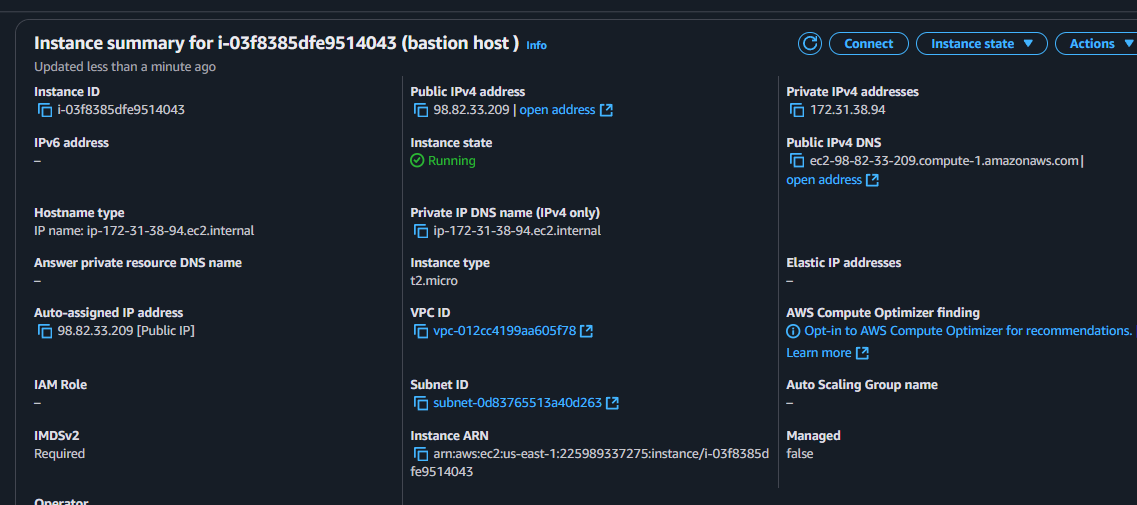 Instance summary for i-03f8385dfe9514043 (bastion host ) Info
Connect
Instance state
Actions
Updated less than a minute ago
Instance ID
i-03f8385dfe9514043
Public IPv4 address
98.82.33.209 | open address
Private IPv4 addresses
172.31.38.94
IPv6 address
–
Instance state
Running
Public IPv4 DNS
ec2-98-82-33-209.compute-1.amazonaws.com |
open address
Hostname type
IP name: ip-172-31-38-94.ec2.internal
Private IP DNS name (IPv4 only)
ip-172-31-38-94.ec2.internal
Answer private resource DNS name
–
Instance type
t2.micro
Elastic IP addresses
–
Auto-assigned IP address
98.82.33.209 [Public IP]
VPC ID
vpc-012cc4199aa605f78
AWS Compute Optimizer finding
Opt-in to AWS Compute Optimizer for recommendations.
Learn more
IAM Role
–
Subnet ID
subnet-0d83765513a40d263
Auto Scaling Group name
–
IMDSv2
Required
Instance ARN
arn:aws:ec2:us-east-1:225989337275:instance/i-03f8385d
fe9514043
Managed
false
Operator